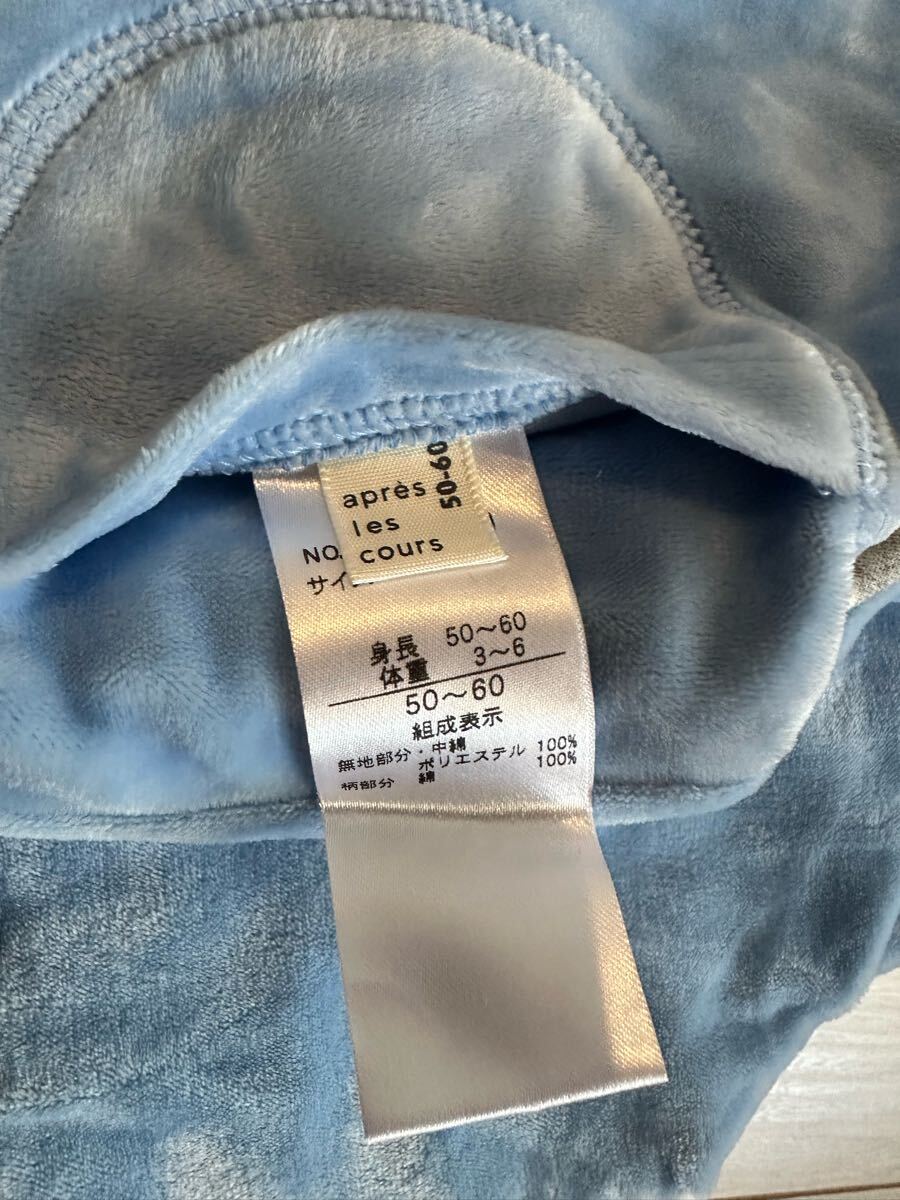 après
les
cours
50-60
NO.
サイ
身長 50～60
体重 3～6
50～60
組成表示
無地部分・中綿
ポリエステル 100%
柄部分 綿 100%